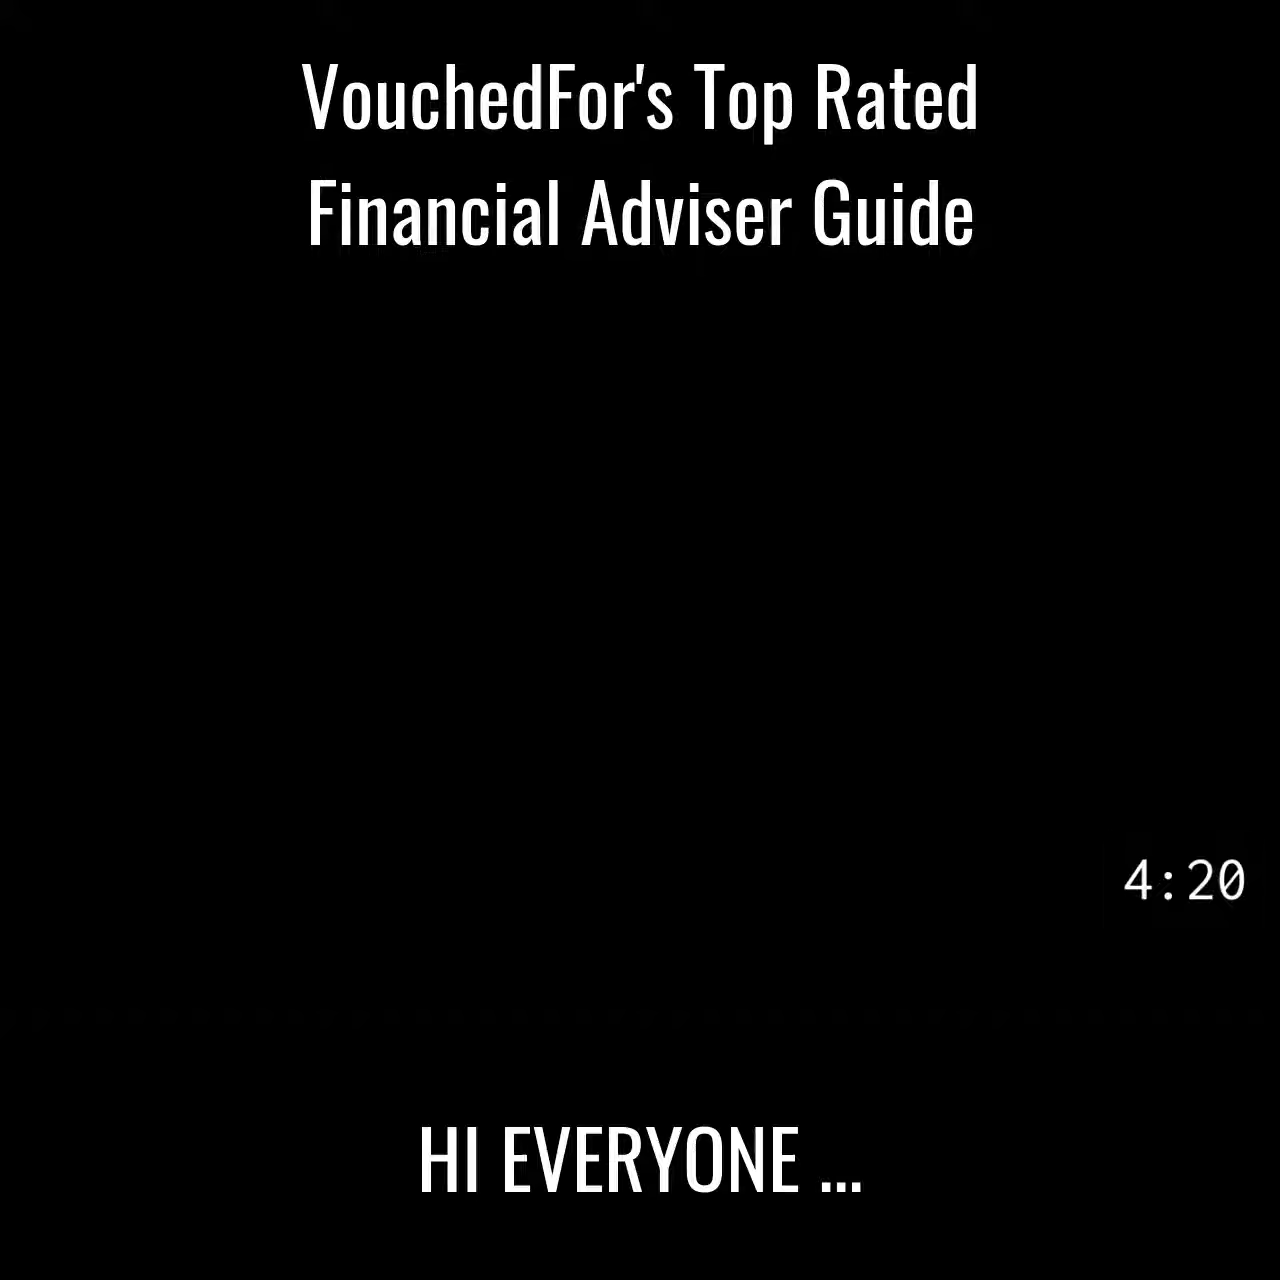 VouchedFor's Top Rated
Financial Adviser Guide
4:20
HI EVERYONE ...